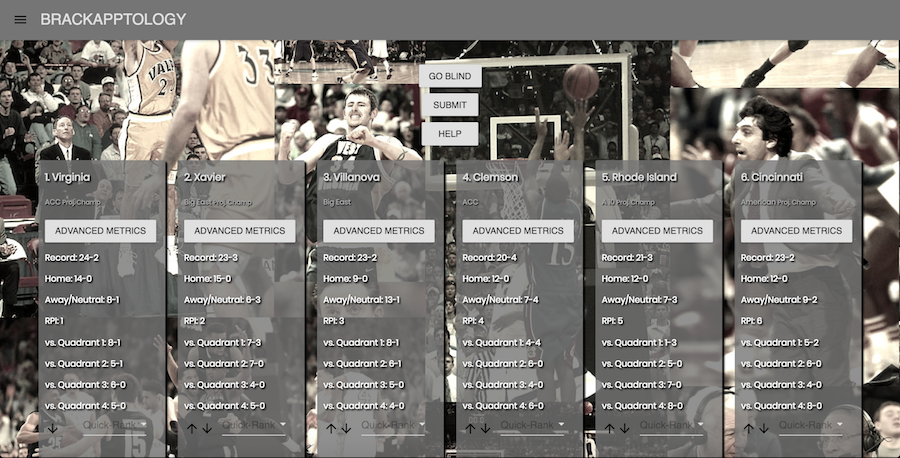 BRACKAPPTOLOGY
GO BLIND
SUBMIT
HELP
1. Virginia
ACC Proj. Champ
ADVANCED METRICS
Record: 24-2
Home: 14-0
Away/Neutral: 8-1
RPI: 1
vs. Quadrant 1: 8-1
vs. Quadrant 2: 5-1
vs. Quadrant 3: 6-0
vs. Quadrant 4: 5-0
2. Xavier
Big East Proj. Champ
ADVANCED METRICS
Record: 23-3
Home: 15-0
Away/Neutral: 6-3
RPI: 2
vs. Quadrant 1: 7-3
vs. Quadrant 2: 7-0
vs. Quadrant 3: 4-0
vs. Quadrant 4: 5-0
Quick-Rank
3. Villanova
Big East
ADVANCED METRICS
Record: 23-2
Home: 9-0
Away/Neutral: 13-1
RPI: 3
vs. Quadrant 1: 8-1
vs. Quadrant 2: 6-1
vs. Quadrant 3: 5-0
vs. Quadrant 4: 4-0
Quick-Rank
4. Clemson
ACC
ADVANCED METRICS
Record: 20-4
Home: 12-0
Away/Neutral: 7-4
RPI: 4
vs. Quadrant 1: 4-4
vs. Quadrant 2: 6-0
vs. Quadrant 3: 4-0
vs. Quadrant 4: 6-0
Quick-Rank
5. Rhode Island
A 10 Proj. Champ
ADVANCED METRICS
Record: 21-3
Home: 12-0
Away/Neutral: 7-3
RPI: 5
vs. Quadrant 1: 1-3
vs. Quadrant 2: 5-0
vs. Quadrant 3: 7-0
vs. Quadrant 4: 8-0
Quick-Rank
6. Cincinnati
American Proj. Champ
ADVANCED METRICS
Record: 23-2
Home: 12-0
Away/Neutral: 9-2
RPI: 6
vs. Quadrant 1: 5-2
vs. Quadrant 2: 6-0
vs. Quadrant 3: 4-0
vs. Quadrant 4: 8-0
Quick-Rank
Quick-Rank
33
15